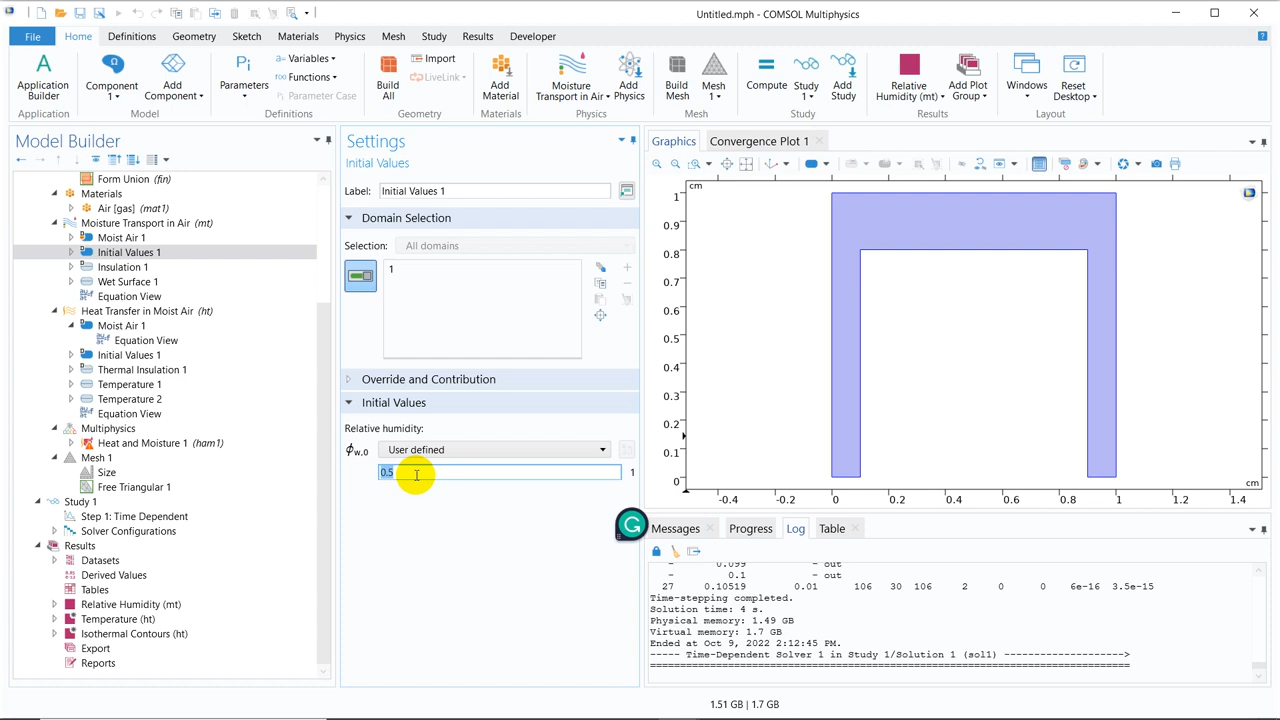 Untitled.mph - COMSOL Multiphysics
File Home Definitions Geometry Sketch Materials Physics Mesh Study Results Developer
Application Builder
Component 1
Add Component
Parameters
Variables
Functions
Parameter Case
Build All
Import
LiveLink
Add Material
Moisture Transport in Air
Add Physics
Build Mesh
Mesh 1
Compute
Study 1
Add Study
Relative Humidity (mt)
Add Plot Group
Windows
Reset Desktop
Application Model Definitions Geometry Materials Physics Mesh Study Results Layout
Model Builder
Form Union (fin)
Materials
Air [gas] (mat1)
Moisture Transport in Air (mt)
Moist Air 1
Initial Values 1
Insulation 1
Wet Surface 1
Equation View
Heat Transfer in Moist Air (ht)
Moist Air 1
Equation View
Initial Values 1
Thermal Insulation 1
Temperature 1
Temperature 2
Equation View
Multiphysics
Heat and Moisture 1 (ham1)
Mesh 1
Size
Free Triangular 1
Study 1
Step 1: Time Dependent
Solver Configurations
Results
Datasets
Derived Values
Tables
Relative Humidity (mt)
Temperature (ht)
Isothermal Contours (ht)
Export
Reports
Settings
Initial Values
Label: Initial Values 1
Domain Selection
Selection: All domains
1
Override and Contribution
Initial Values
Relative humidity:
ϕw,0 User defined
0.5 1
Graphics Convergence Plot 1
cm
1
0.9
0.8
0.7
0.6
0.5
0.4
0.3
0.2
0.1
0
cm
-0.4 -0.2 0 0.2 0.4 0.6 0.8 1 1.2 1.4
Messages Progress Log Table
- 0.099 - out
- 0.1 - out
27 0.10519 0.01 106 30 106 2 0 0 6e-16 3.5e-15
Time-stepping completed.
Solution time: 4 s.
Physical memory: 1.49 GB
Virtual memory: 1.7 GB
Ended at Oct 9, 2022 2:12:45 PM.
----- Time-Dependent Solver 1 in Study 1/Solution 1 (sol1) -------------------->
1.51 GB | 1.7 GB